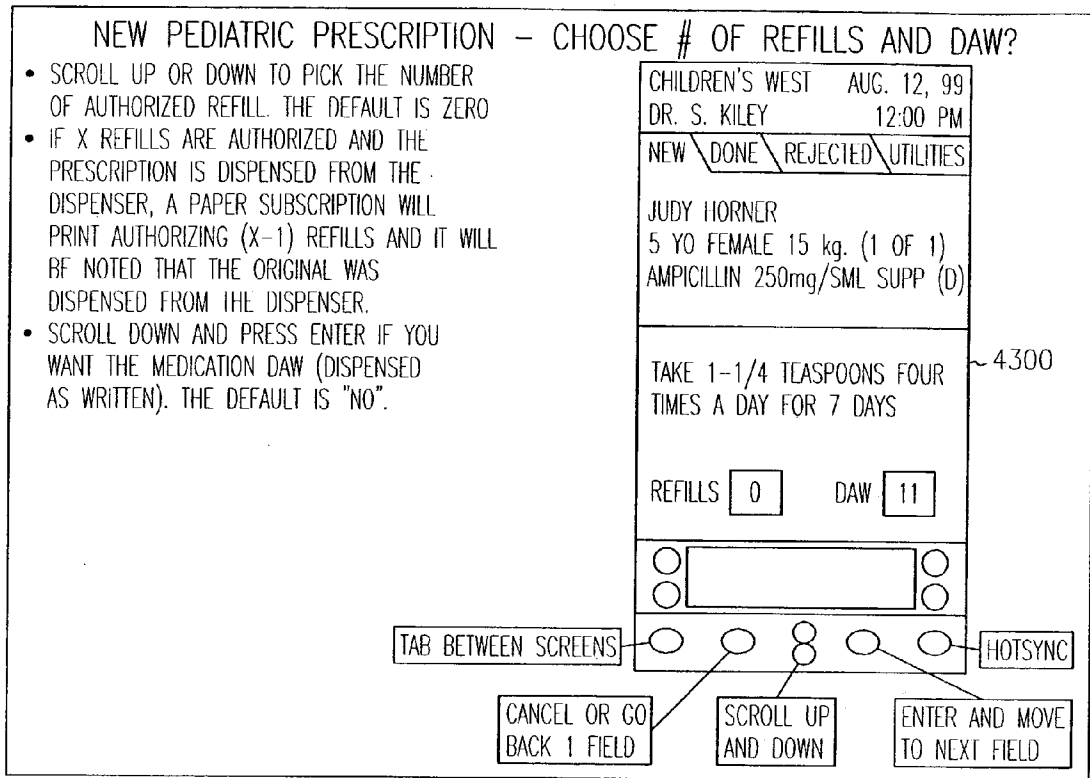 NEW PEDIATRIC PRESCRIPTION – CHOOSE # OF REFILLS AND DAW?
• SCROLL UP OR DOWN TO PICK THE NUMBER
OF AUTHORIZED REFILL. THE DEFAULT IS ZERO
• IF X REFILLS ARE AUTHORIZED AND THE
PRESCRIPTION IS DISPENSED FROM THE
DISPENSER, A PAPER SUBSCRIPTION WILL
PRINT AUTHORIZING (X-1) REFILLS AND IT WILL
BE NOTED THAT THE ORIGINAL WAS
DISPENSED FROM THE DISPENSER.
• SCROLL DOWN AND PRESS ENTER IF YOU
WANT THE MEDICATION DAW (DISPENSED
AS WRITTEN). THE DEFAULT IS "NO".
CHILDREN'S WEST AUG. 12, 99
DR. S. KILEY 12:00 PM
NEW DONE REJECTED UTILITIES
JUDY HORNER
5 YO FEMALE 15 kg. (1 OF 1)
AMPICILLIN 250mg/SML SUPP (D)
4300
TAKE 1-1/4 TEASPOONS FOUR
TIMES A DAY FOR 7 DAYS
REFILLS 0 DAW 11
TAB BETWEEN SCREENS
HOTSYNC
CANCEL OR GO
BACK 1 FIELD
SCROLL UP
AND DOWN
ENTER AND MOVE
TO NEXT FIELD